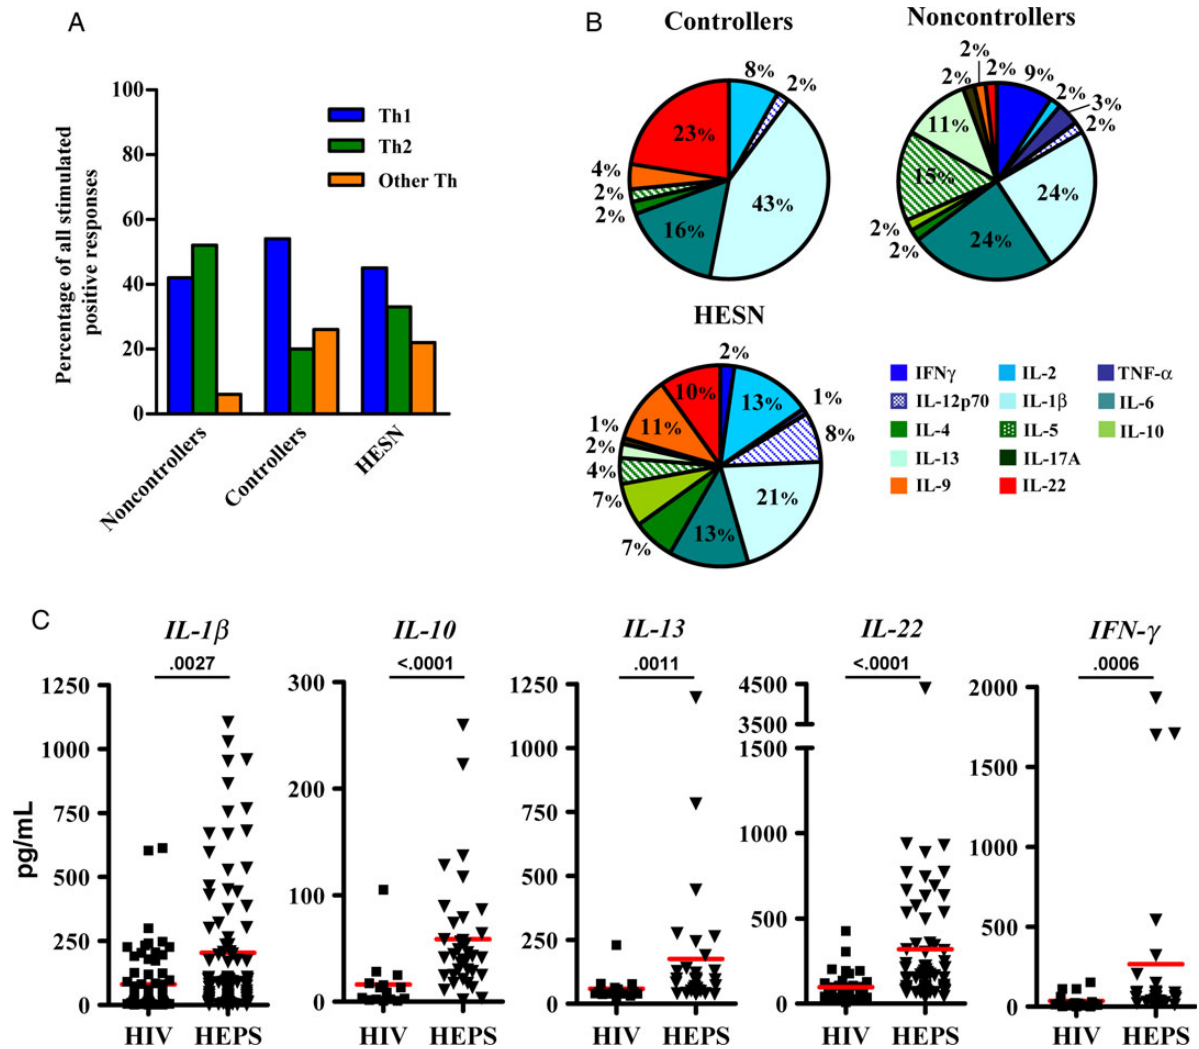 A
Percentage of all stimulated
positive responses
100
80
60
40
20
0
Th1
Th2
Other Th
Noncontrollers
Controllers
HESN
B
Controllers
8%
2%
43%
16%
2%
2%
4%
23%
Noncontrollers
2%
2%
2%
9%
2%
3%
2%
24%
24%
2%
2%
15%
11%
HESN
2%
13%
1%
8%
21%
13%
7%
7%
4%
2%
1%
11%
10%
IFNγ IL-2 TNF-α
IL-12p70 IL-1β IL-6
IL-4 IL-5 IL-10
IL-13 IL-17A
IL-9 IL-22
C
pg/mL
IL-1β
.0027
1250
1000
750
500
250
0
HIV HEPS
IL-10
<.0001
300
200
100
0
HIV HEPS
IL-13
.0011
1250
1000
750
500
250
0
HIV HEPS
IL-22
<.0001
4500
3500
1500
1000
500
0
HIV HEPS
IFN-γ
.0006
2000
1500
1000
500
0
HIV HEPS